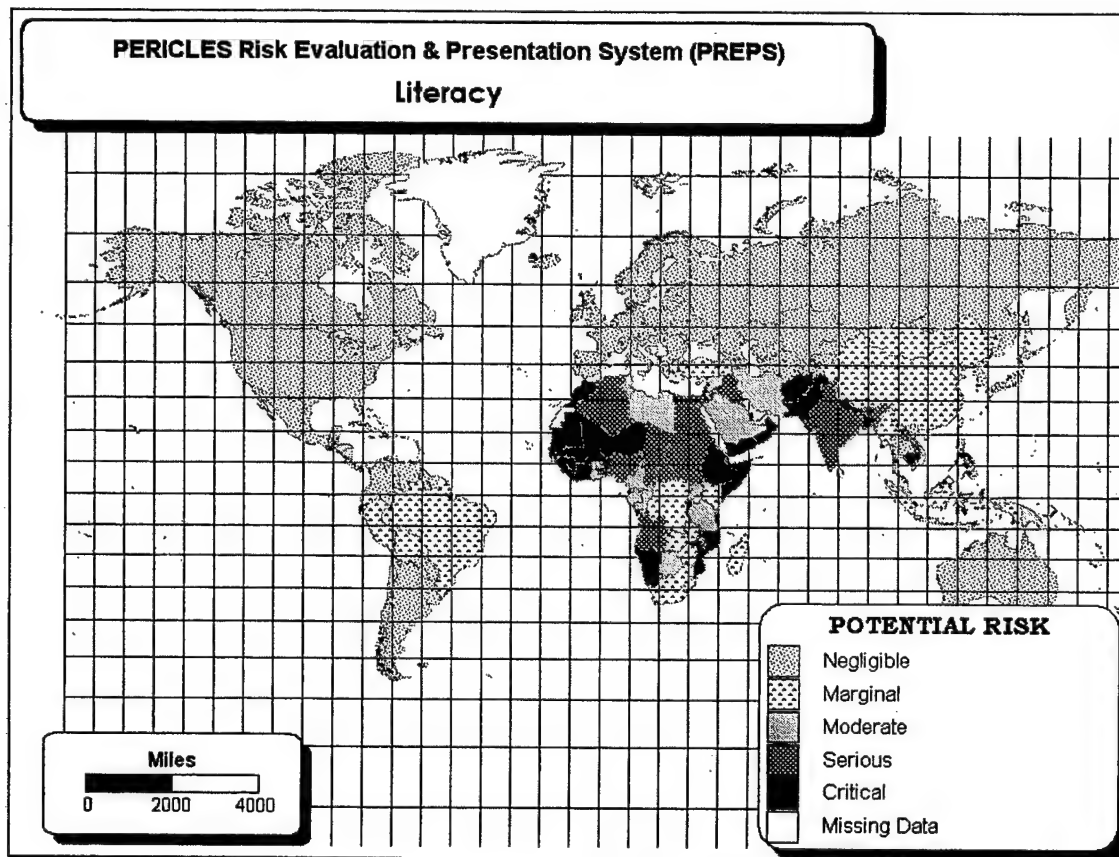 PERICLES Risk Evaluation & Presentation System (PREPS)
Literacy
POTENTIAL RISK
Negligible
Marginal
Moderate
Serious
Critical
Missing Data
Miles
0 2000 4000